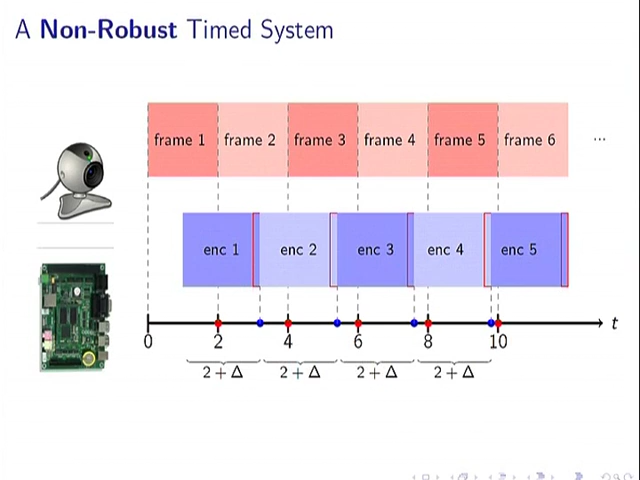 A Non-Robust Timed System
frame 1 frame 2 frame 3 frame 4 frame 5 frame 6 ...
enc 1 enc 2 enc 3 enc 4 enc 5
t
0 2 4 6 8 10
2 + Δ 2 + Δ 2 + Δ 2 + Δ